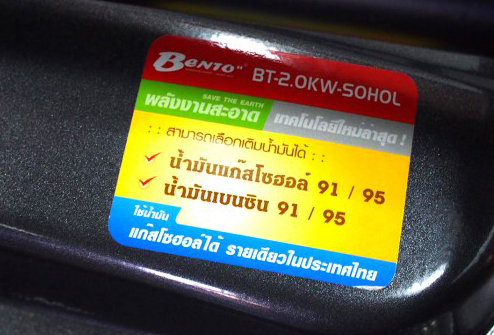 BENTO
BT-2.0KW-SOHOL
SAVE THE EARTH
พลังงานสะอาด
เทคโนโลยีใหม่ล่าสุด !
: : สามารถเลือกเติมน้ำมันได้ : :
น้ำมันแก๊สโซฮอล์ 91 / 95
น้ำมันเบนซิน 91 / 95
ใช้น้ำมัน
แก๊สโซฮอล์ได้ รายเดียวในประเทศไทย